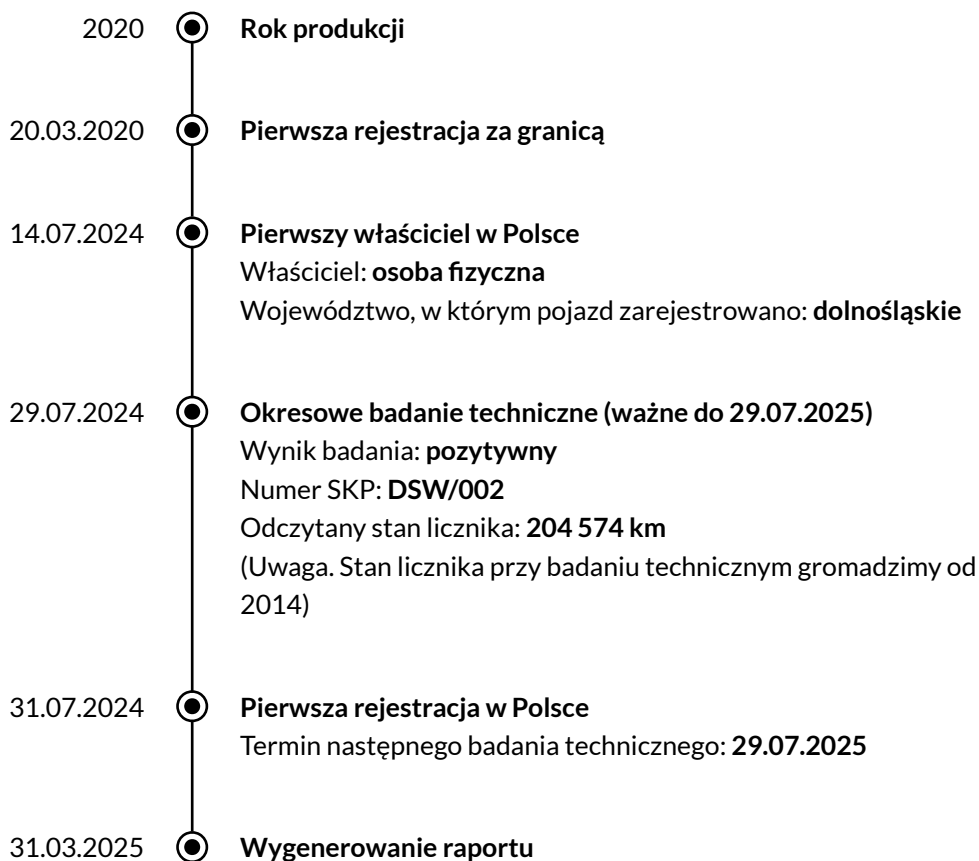 2020 Rok produkcji
20.03.2020 Pierwsza rejestracja za granicą
14.07.2024 Pierwszy właściciel w Polsce
Właściciel: osoba fizyczna
Województwo, w którym pojazd zarejestrowano: dolnośląskie
29.07.2024 Okresowe badanie techniczne (ważne do 29.07.2025)
Wynik badania: pozytywny
Numer SKP: DSW/002
Odczytany stan licznika: 204 574 km
(Uwaga. Stan licznika przy badaniu technicznym gromadzimy od
2014)
31.07.2024 Pierwsza rejestracja w Polsce
Termin następnego badania technicznego: 29.07.2025
31.03.2025 Wygenerowanie raportu